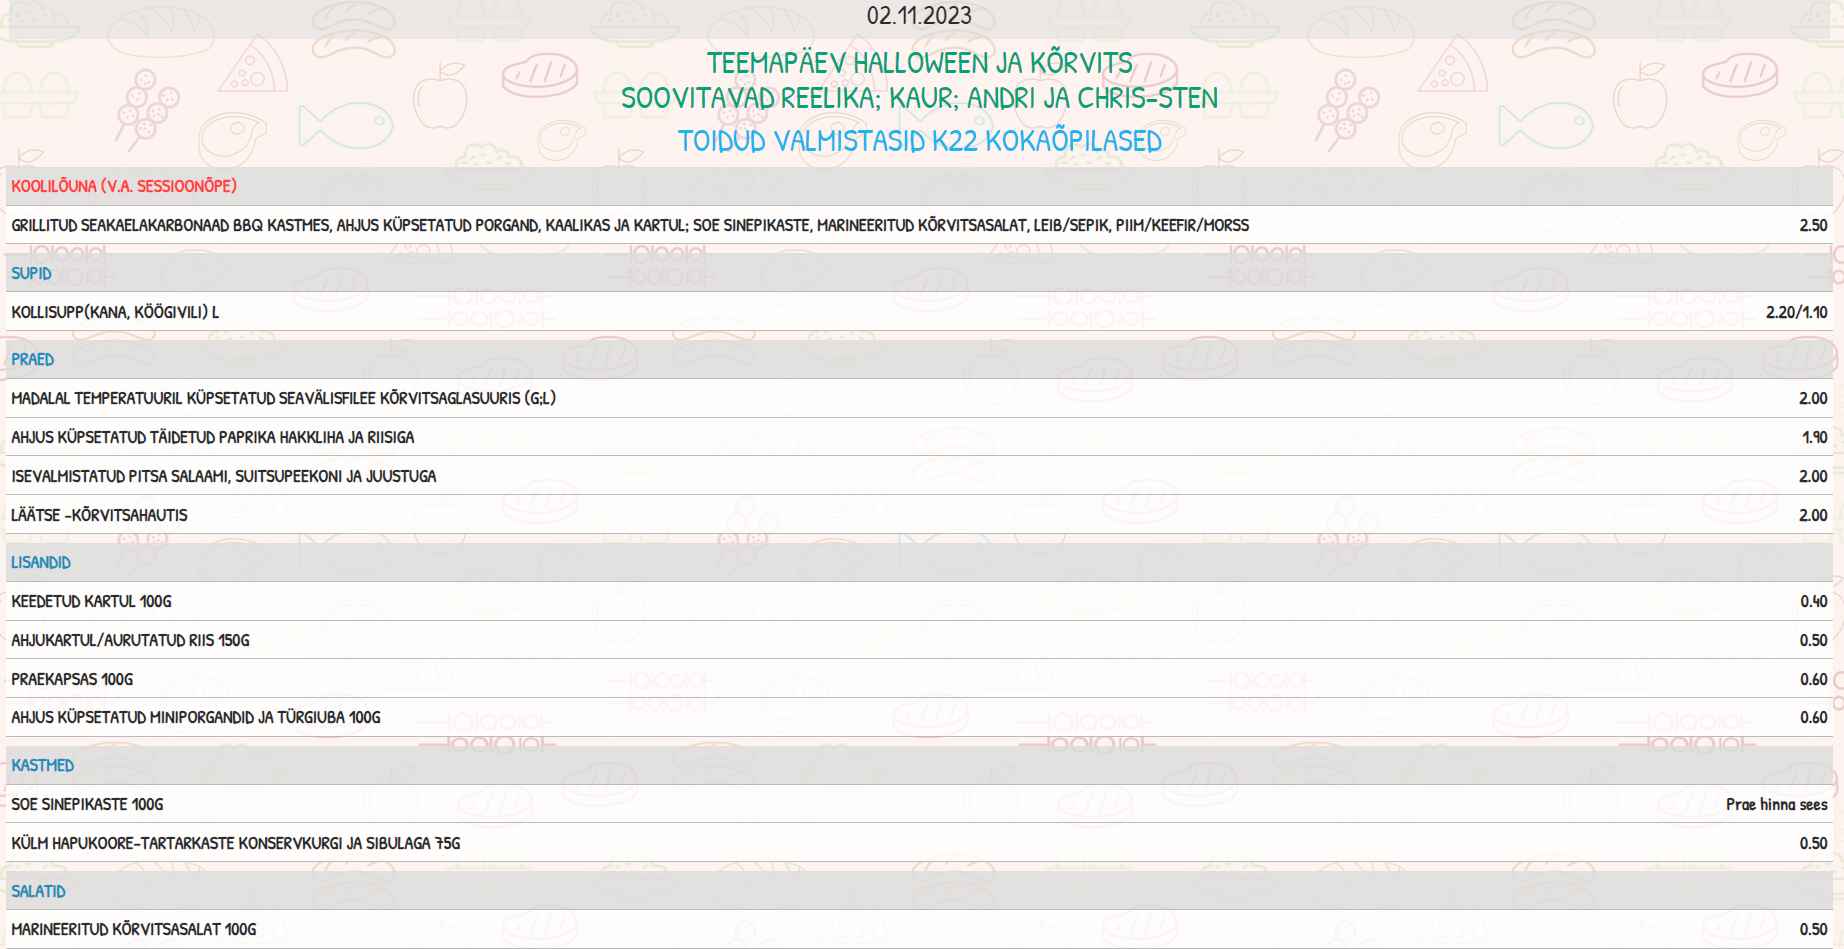 02.11.2023
TEEMAPÄEV HALLOWEEN JA KÕRVITS
SOOVITAVAD REELIKA; KAUR; ANDRI JA CHRIS-STEN
TOIDUD VALMISTASID K22 KOKAÕPILASED
KOOLILÕUNA (V.A. SESSIOONÕPE)
GRILLITUD SEAKAELAKARBONAAD BBQ KASTMES, AHJUS KÜPSETATUD PORGAND, KAALIKAS JA KARTUL; SOE SINEPIKASTE, MARINEERITUD KÕRVITSASALAT, LEIB/SEPIK, PIIM/KEEFIR/MORSS 2.50
SUPID
KOLLISUPP(KANA, KÖÖGIVILI) L 2.20/1.10
PRAED
MADALAL TEMPERATUURIL KÜPSETATUD SEAVÄLISFILEE KÕRVITSAGLASUURIS (G;L) 2.00
AHJUS KÜPSETATUD TÄIDETUD PAPRIKA HAKKLIHA JA RIISIGA 1.90
ISEVALMISTATUD PITSA SALAAMI, SUITSUPEEKONI JA JUUSTUGA 2.00
LÄÄTSE -KÕRVITSAHAUTIS 2.00
LISANDID
KEEDETUD KARTUL 100G 0.40
AHJUKARTUL/AURUTATUD RIIS 150G 0.50
PRAEKAPSAS 100G 0.60
AHJUS KÜPSETATUD MINIPORGANDID JA TÜRGIUBA 100G 0.60
KASTMED
SOE SINEPIKASTE 100G Prae hinna sees
KÜLM HAPUKOORE-TARTARKASTE KONSERVKURGI JA SIBULAGA 75G 0.50
SALATID
MARINEERITUD KÕRVITSASALAT 100G 0.50